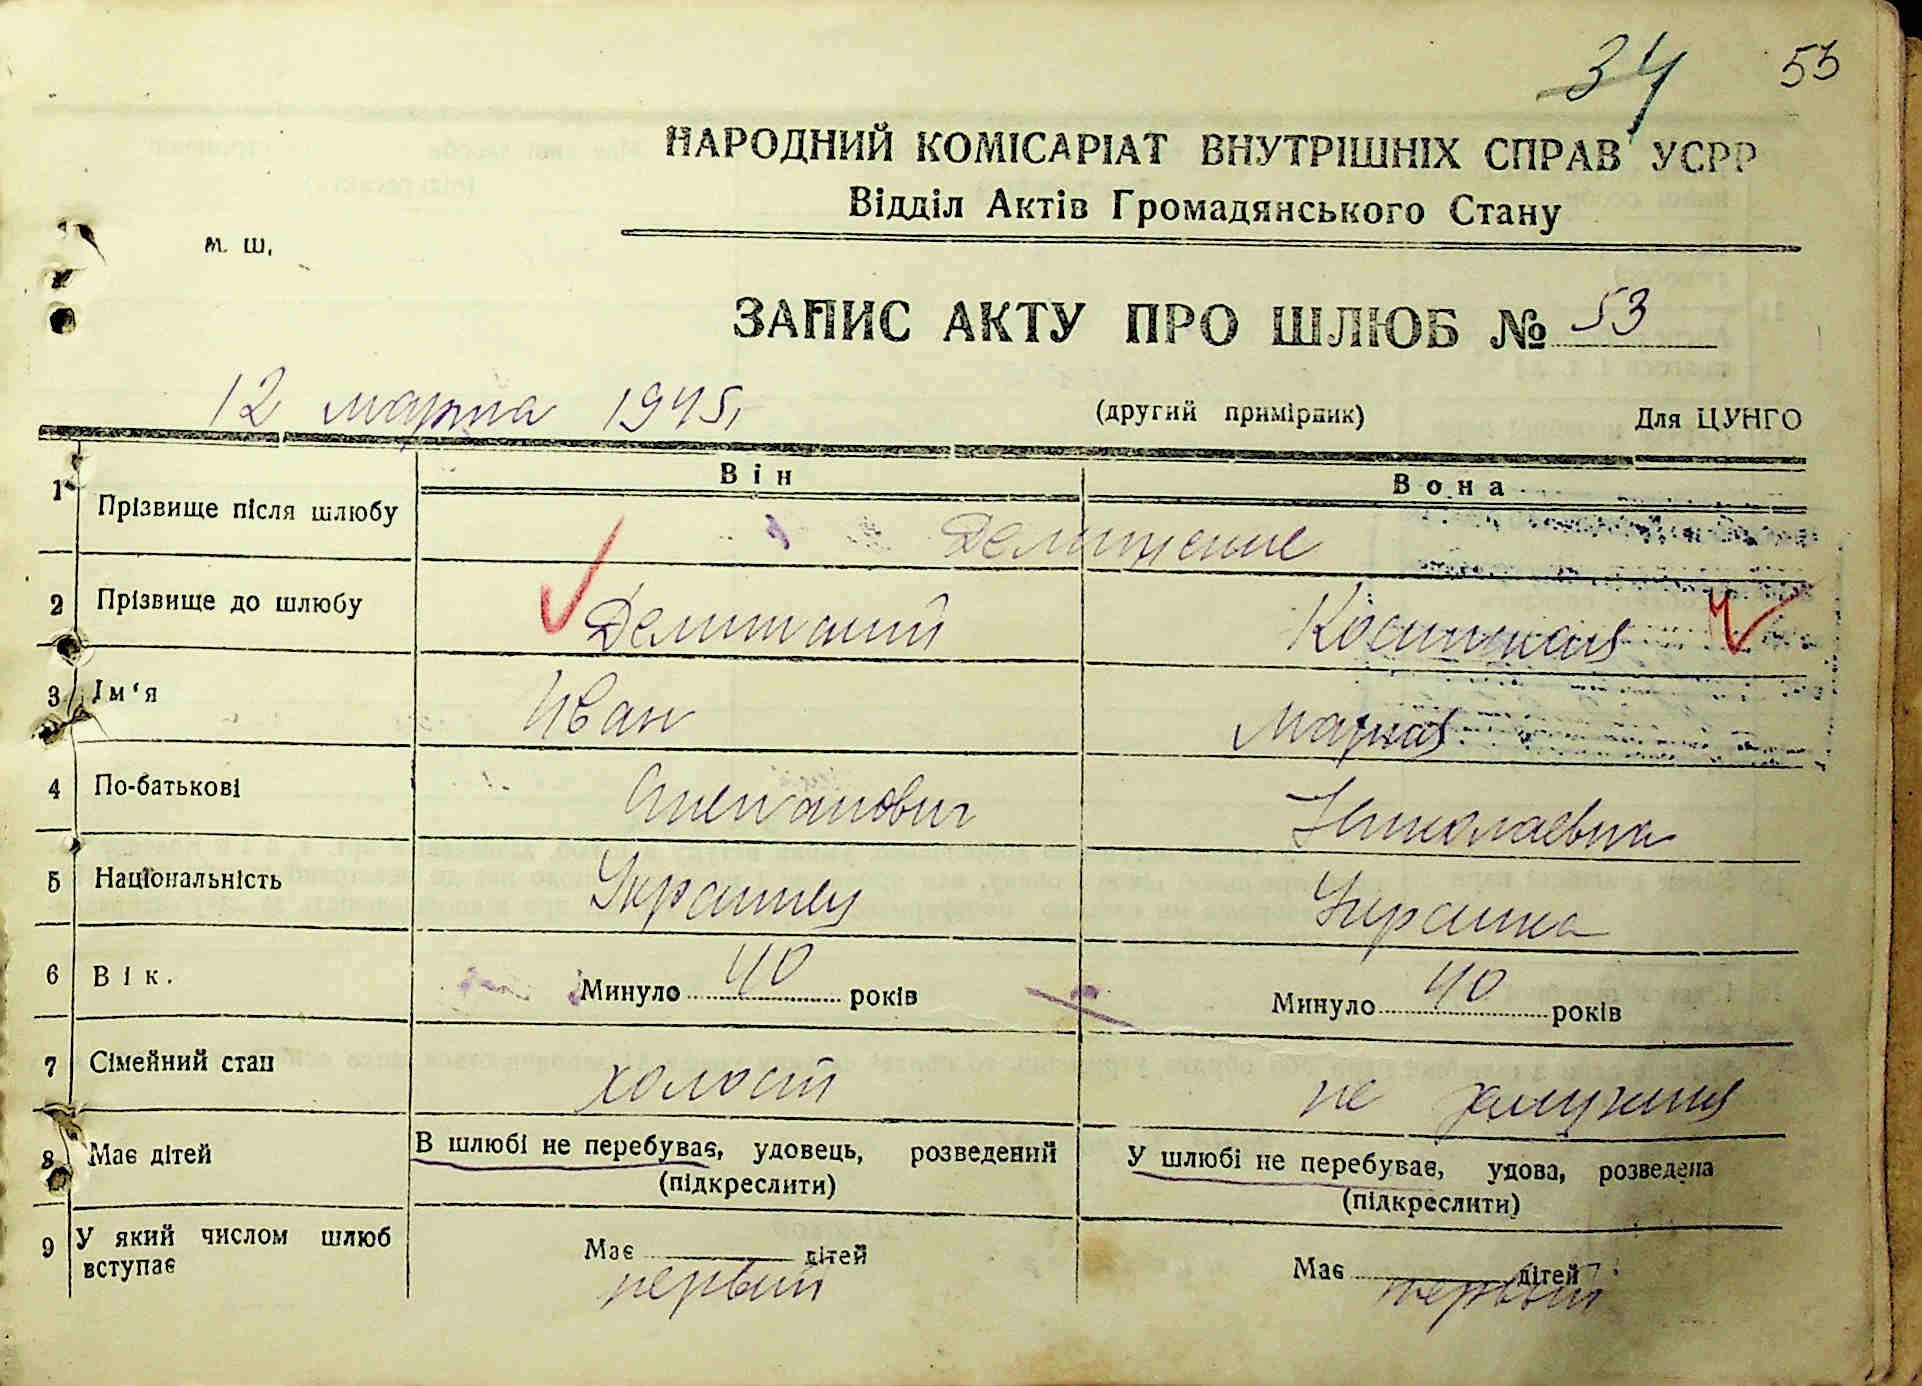 34 53
НАРОДНИЙ КОМІСАРІАТ ВНУТРІШНІХ СПРАВ УСРР
Відділ Актів Громадянського Стану
м. ш.
ЗАПИС АКТУ ПРО ШЛЮБ № 53
12 марта 1945г
(другий примірник) Для ЦУНГО
Він Вона
1 Прізвище після шлюбу
2 Прізвище до шлюбу
3 Ім'я Иван Мария
4 По-батькові Степанович Николаевна
5 Національність Украинец Украинка
6 Вік. Минуло 40 років Минуло 40 років
7 Сімейний стан холост не замужняя
8 Має дітей В шлюбі не перебуває, удовець, розведений У шлюбі не перебуває, удова, розведена
(підкреслити) (підкреслити)
9 У який числом шлюб вступає Має дітей Має дітей
первый первый